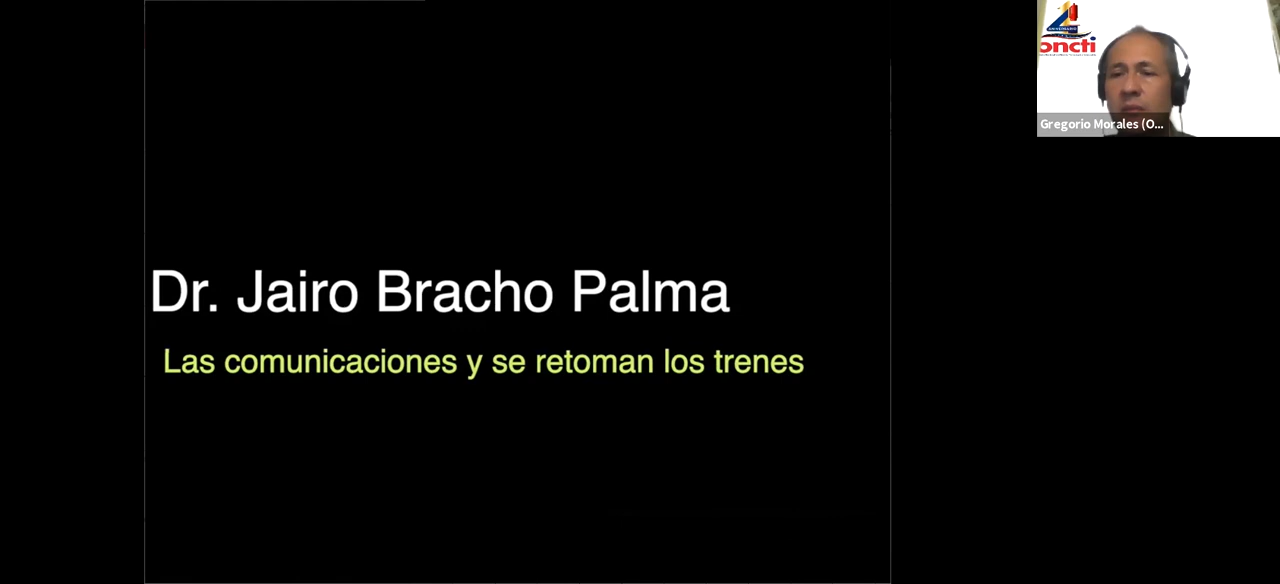 Dr. Jairo Bracho Palma
Las comunicaciones y se retoman los trenes
oncti
Gregorio Morales (O...